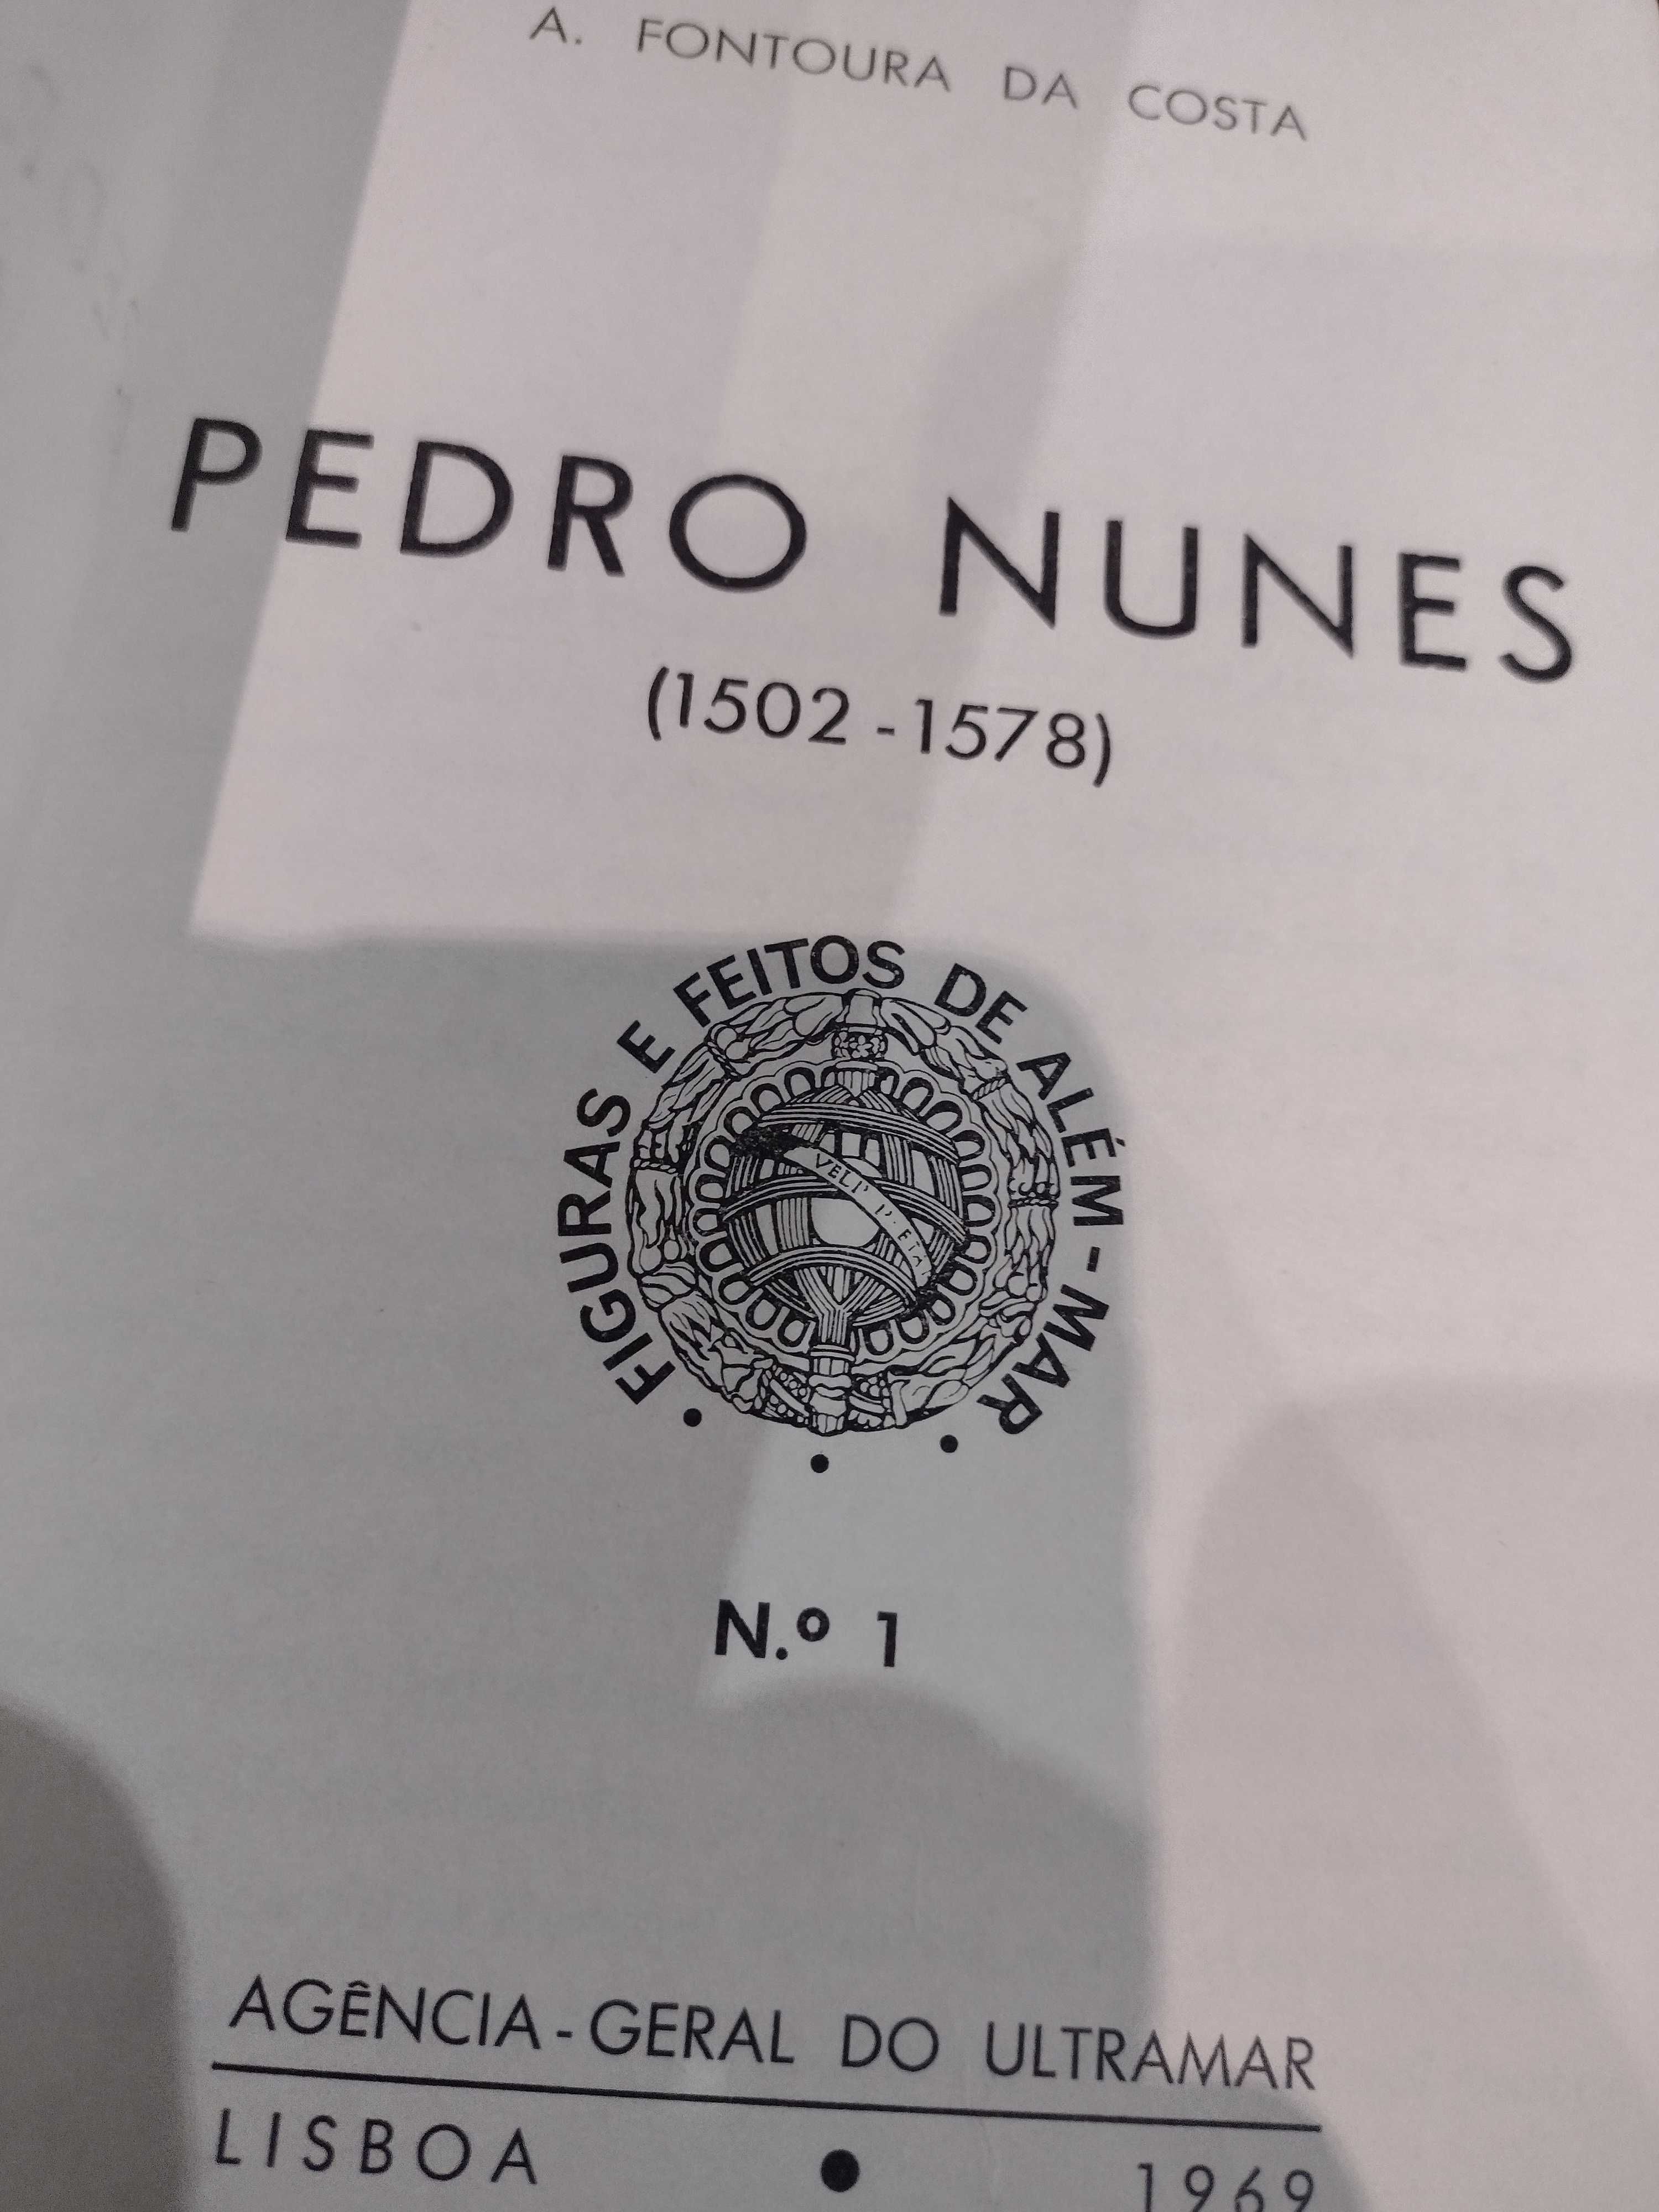 A. FONTOURA DA COSTA
PEDRO NUNES
(1502-1578)
FIGURAS E FEITOS DE ALÉM-MAR
N.º 1
AGÊNCIA-GERAL DO ULTRAMAR
LISBOA • 1969